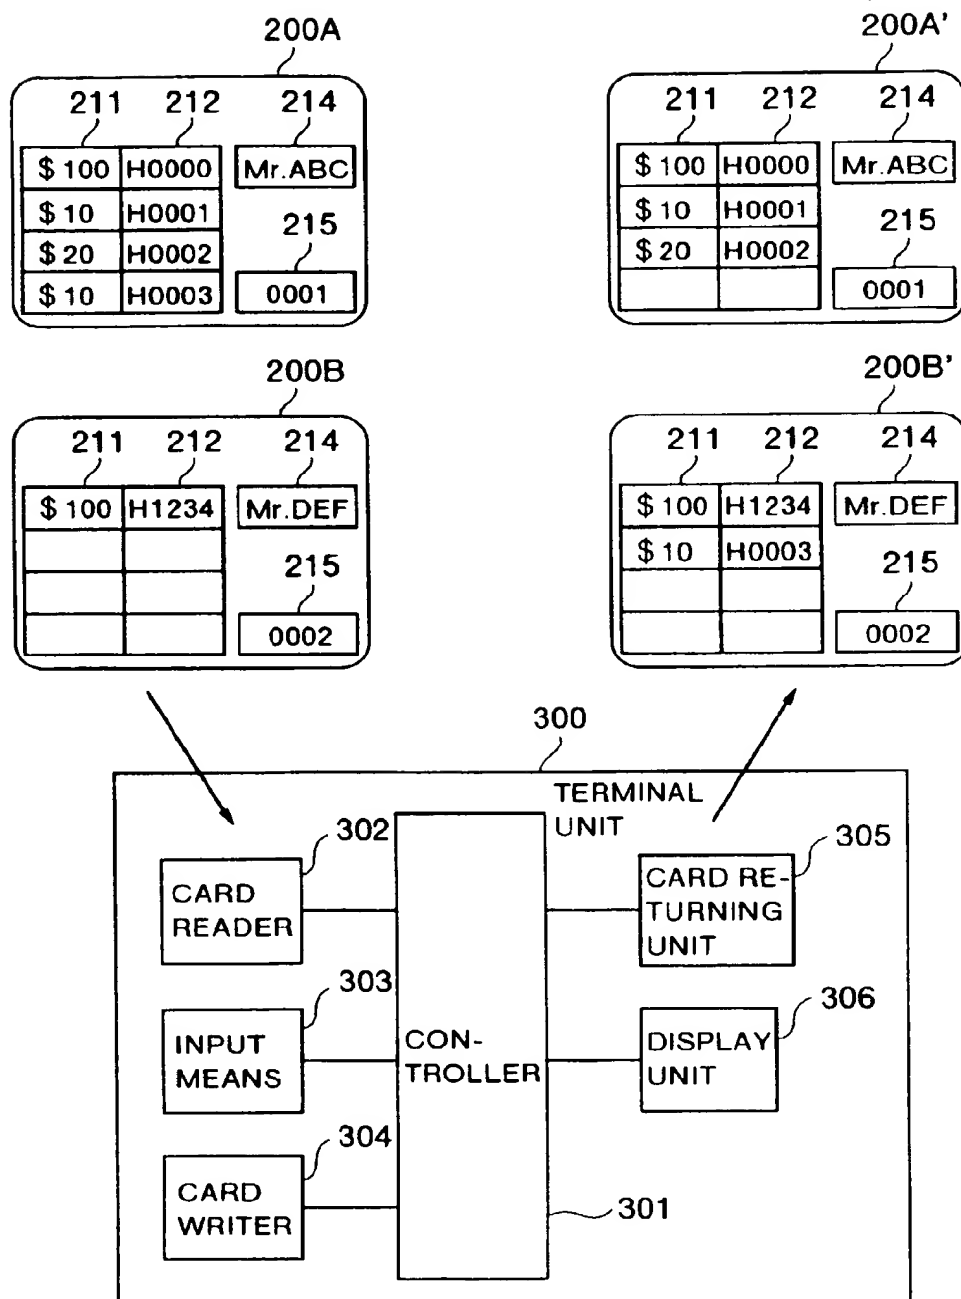 200A
211 212 214
$100 H0000 Mr.ABC
$10 H0001
215
$20 H0002
$10 H0003 0001
200A'
211 212 214
$100 H0000 Mr.ABC
$10 H0001
215
$20 H0002
0001
200B
211 212 214
$100 H1234 Mr.DEF
215
0002
200B'
211 212 214
$100 H1234 Mr.DEF
$10 H0003
215
0002
300
TERMINAL
UNIT
302
CARD
READER
303
INPUT
MEANS
304
CARD
WRITER
CON-
TROLLER
301
305
CARD RE-
TURNING
UNIT
306
DISPLAY
UNIT